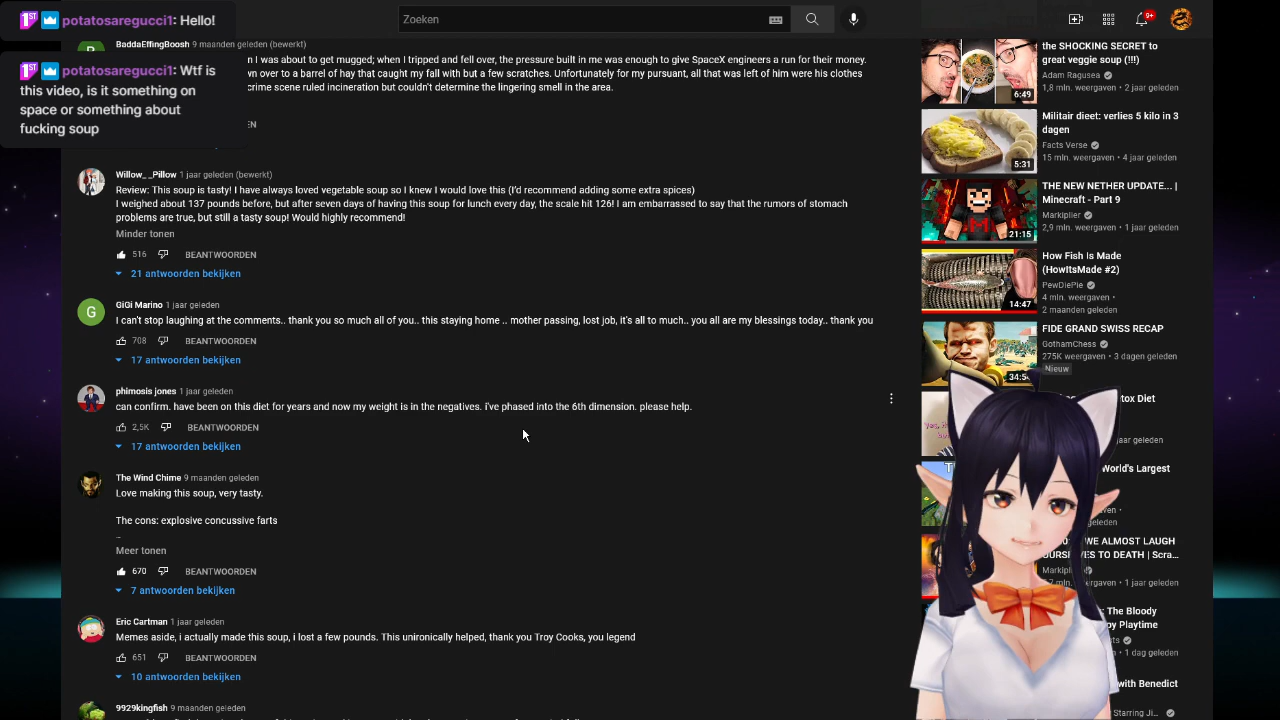 potatosaregucci1: Hello!
Zoeken
9+
potatosaregucci1: Wtf is
this video, is it something on
space or something about
fucking soup
BaddaEffingBoosh 9 maanden geleden (bewerkt)
n I was about to get mugged; when I tripped and fell over, the pressure built in me was enough to give SpaceX engineers a run for their money.
wn over to a barrel of hay that caught my fall with but a few scratches. Unfortunately for my pursuant, all that was left of him were his clothes
crime scene ruled incineration but couldn't determine the lingering smell in the area.
EN
Willow_ _Pillow 1 jaar geleden (bewerkt)
Review: This soup is tasty! I have always loved vegetable soup so I knew I would love this (I'd recommend adding some extra spices)
I weighed about 137 pounds before, but after seven days of having this soup for lunch every day, the scale hit 126! I am embarrassed to say that the rumors of stomach
problems are true, but still a tasty soup! Would highly recommend!
Minder tonen
516 BEANTWOORDEN
21 antwoorden bekijken
G
GiGi Marino 1 jaar geleden
I can't stop laughing at the comments.. thank you so much all of you.. this staying home .. mother passing, lost job, it's all to much.. you all are my blessings today.. thank you
708 BEANTWOORDEN
17 antwoorden bekijken
phimosis jones 1 jaar geleden
can confirm. have been on this diet for years and now my weight is in the negatives. i've phased into the 6th dimension. please help.
2,5K BEANTWOORDEN
17 antwoorden bekijken
The Wind Chime 9 maanden geleden
Love making this soup, very tasty.
The cons: explosive concussive farts
Meer tonen
670 BEANTWOORDEN
7 antwoorden bekijken
Eric Cartman 1 jaar geleden
Memes aside, i actually made this soup, i lost a few pounds. This unironically helped, thank you Troy Cooks, you legend
651 BEANTWOORDEN
10 antwoorden bekijken
9929kingfish 9 maanden geleden
the SHOCKING SECRET to
great veggie soup (!!!)
Adam Ragusea
1,8 mln. weergaven • 2 jaar geleden
6:49
Militair dieet: verlies 5 kilo in 3
dagen
Facts Verse
15 mln. weergaven • 4 jaar geleden
5:31
THE NEW NETHER UPDATE... |
Minecraft - Part 9
Markiplier
2,9 mln. weergaven • 1 jaar geleden
21:15
How Fish Is Made
(HowItsMade #2)
PewDiePie
4 mln. weergaven •
2 maanden geleden
14:47
FIDE GRAND SWISS RECAP
GothamChess
275K weergaven • 3 dagen geleden
Nieuw
34:5
tox Diet
jaar geleden
World's Largest
geleden
WE ALMOST LAUGH
OURSELVES TO DEATH | Scra...
Markipl
7 mln. weergaven • 1 jaar geleden
s: The Bloody
py Playtime
• 1 dag geleden
with Benedict
Starring Ji...